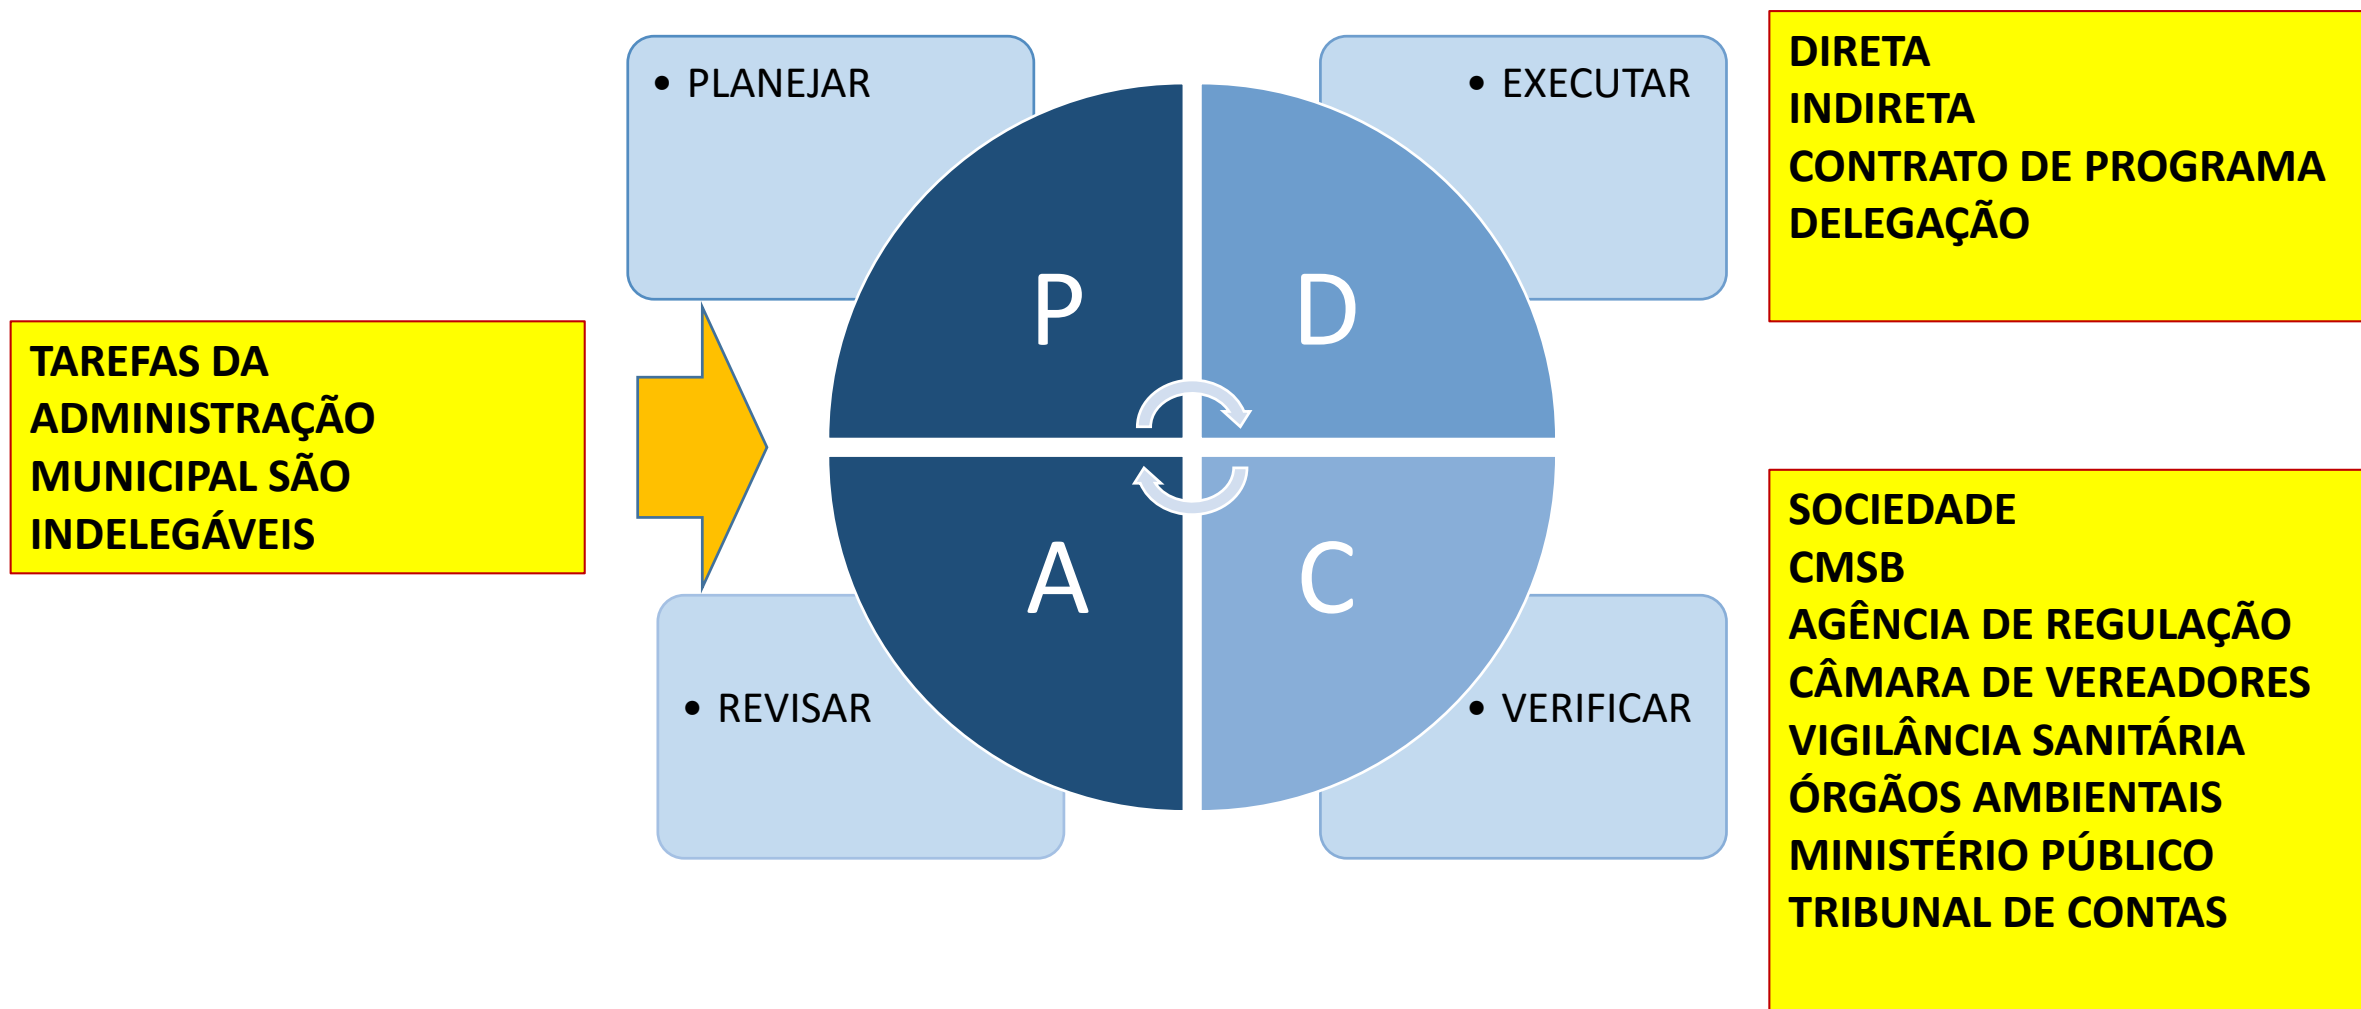 • PLANEJAR
• EXECUTAR
DIRETA
INDIRETA
CONTRATO DE PROGRAMA
DELEGAÇÃO
P
D
TAREFAS DA
ADMINISTRAÇÃO
MUNICIPAL SÃO
INDELEGÁVEIS
A
C
• REVISAR
• VERIFICAR
SOCIEDADE
CMSB
AGÊNCIA DE REGULAÇÃO
CÂMARA DE VEREADORES
VIGILÂNCIA SANITÁRIA
ÓRGÃOS AMBIENTAIS
MINISTÉRIO PÚBLICO
TRIBUNAL DE CONTAS